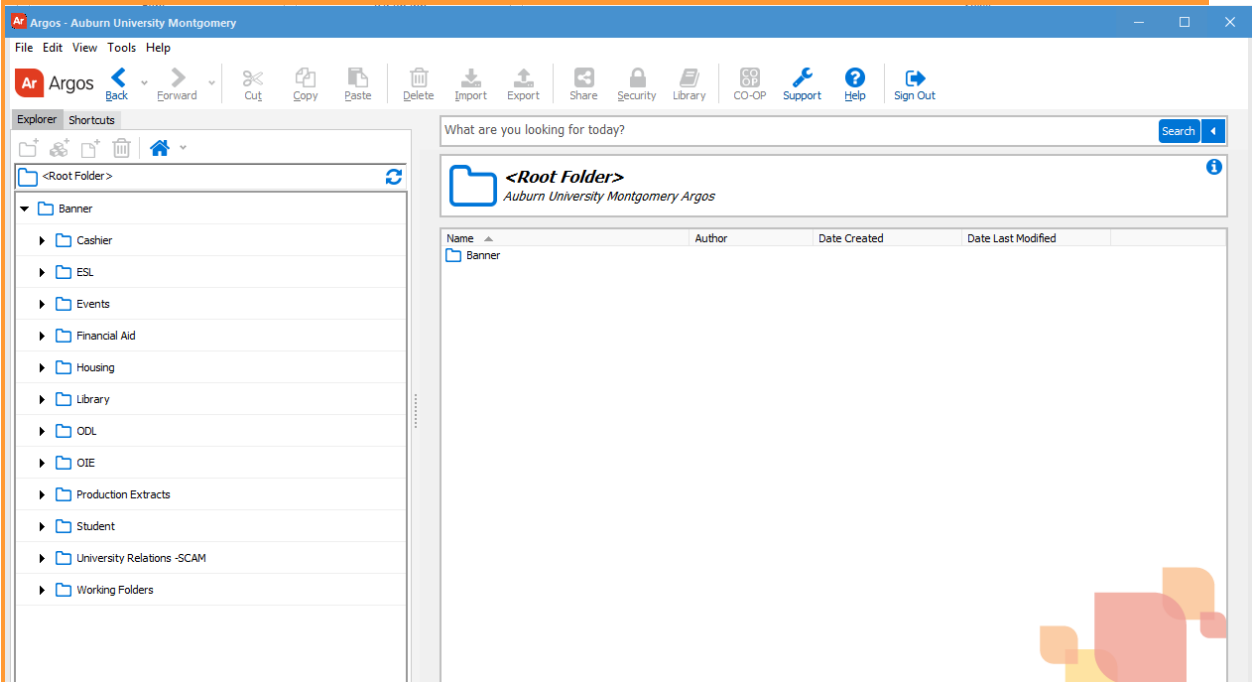 Ar Argos - Auburn University Montgomery
File Edit View Tools Help
Ar Argos Back Forward Cut Copy Paste Delete Import Export Share Security Library CO-OP Support Help Sign Out
Explorer Shortcuts
What are you looking for today? Search
<Root Folder>
<Root Folder>
Auburn University Montgomery Argos
Banner
Cashier
ESL
Events
Financial Aid
Housing
Library
ODL
OIE
Production Extracts
Student
University Relations -SCAM
Working Folders
Name Author Date Created Date Last Modified
Banner